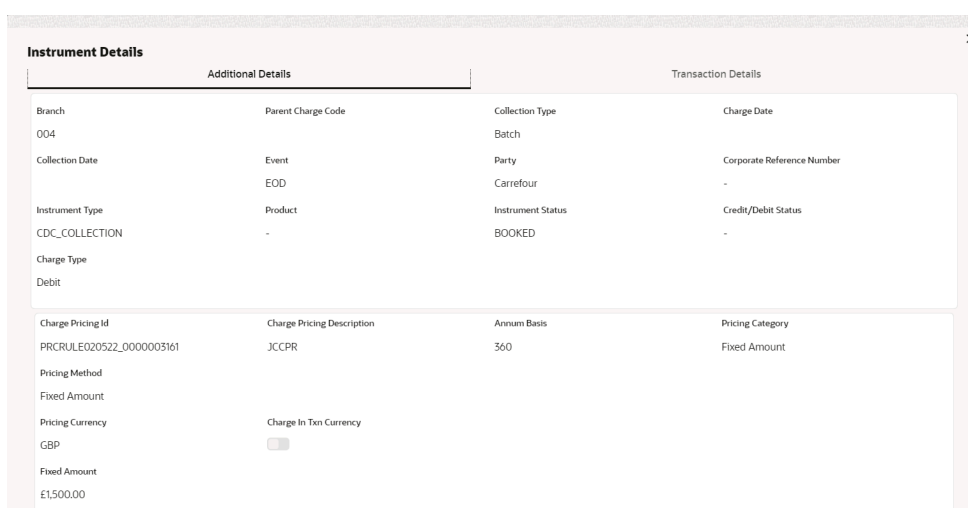 Instrument Details
Additional Details Transaction Details
Branch Parent Charge Code Collection Type Charge Date
004 Batch
Collection Date Event Party Corporate Reference Number
EOD Carrefour -
Instrument Type Product Instrument Status Credit/Debit Status
CDC_COLLECTION - BOOKED -
Charge Type
Debit
Charge Pricing Id Charge Pricing Description Annum Basis Pricing Category
PRCRULE020522_0000003161 JCCPR 360 Fixed Amount
Pricing Method
Fixed Amount
Pricing Currency Charge In Txn Currency
GBP
Fixed Amount
£1,500.00